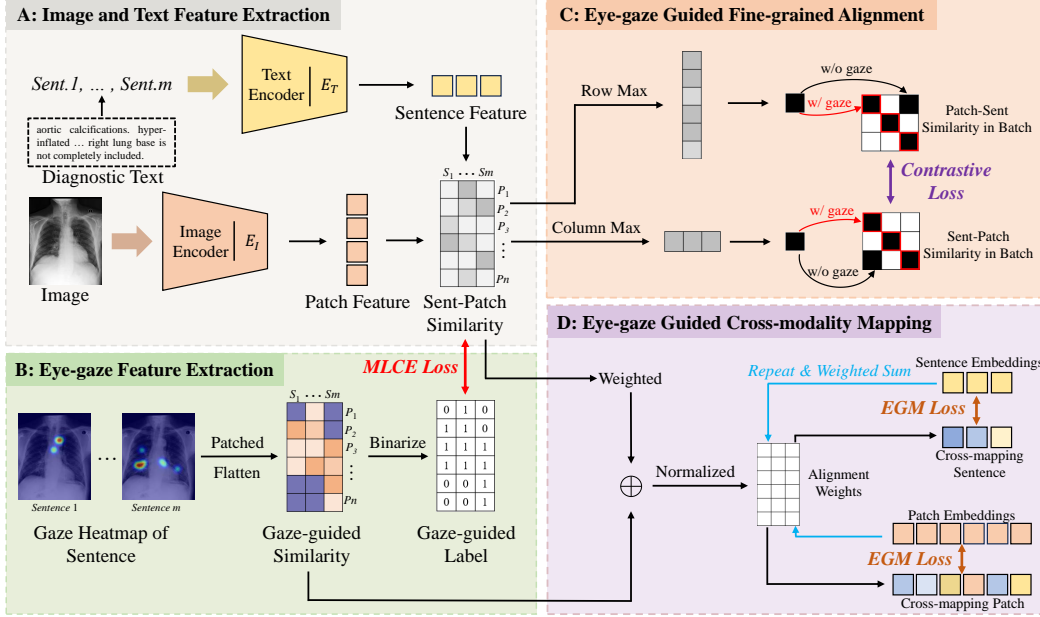 A: Image and Text Feature Extraction
Sent.1, ... , Sent.m
aortic calcifications. hyper-
inflated ... right lung base is
not completely included.
Diagnostic Text
Text
Encoder
E_T
Sentence Feature
Image
Image
Encoder
E_I
Patch Feature
S_1 ... Sm
P_1
P_2
P_3
⋮
Pn
Sent-Patch
Similarity
B: Eye-gaze Feature Extraction
MLCE Loss
...
Sentence 1
Sentence m
Gaze Heatmap of
Sentence
Patched
Flatten
S_1 ... Sm
P_1
P_2
P_3
⋮
Pn
Gaze-guided
Similarity
Binarize
0 1 0
1 1 0
1 1 1
1 1 1
0 0 1
0 0 1
Gaze-guided
Label
C: Eye-gaze Guided Fine-grained Alignment
Row Max
w/o gaze
w/ gaze
Patch-Sent
Similarity in Batch
Contrastive
Loss
Column Max
w/ gaze
w/o gaze
Sent-Patch
Similarity in Batch
D: Eye-gaze Guided Cross-modality Mapping
Weighted
Normalized
Repeat & Weighted Sum
Sentence Embeddings
EGM Loss
Cross-mapping
Sentence
Alignment
Weights
Patch Embeddings
EGM Loss
Cross-mapping Patch